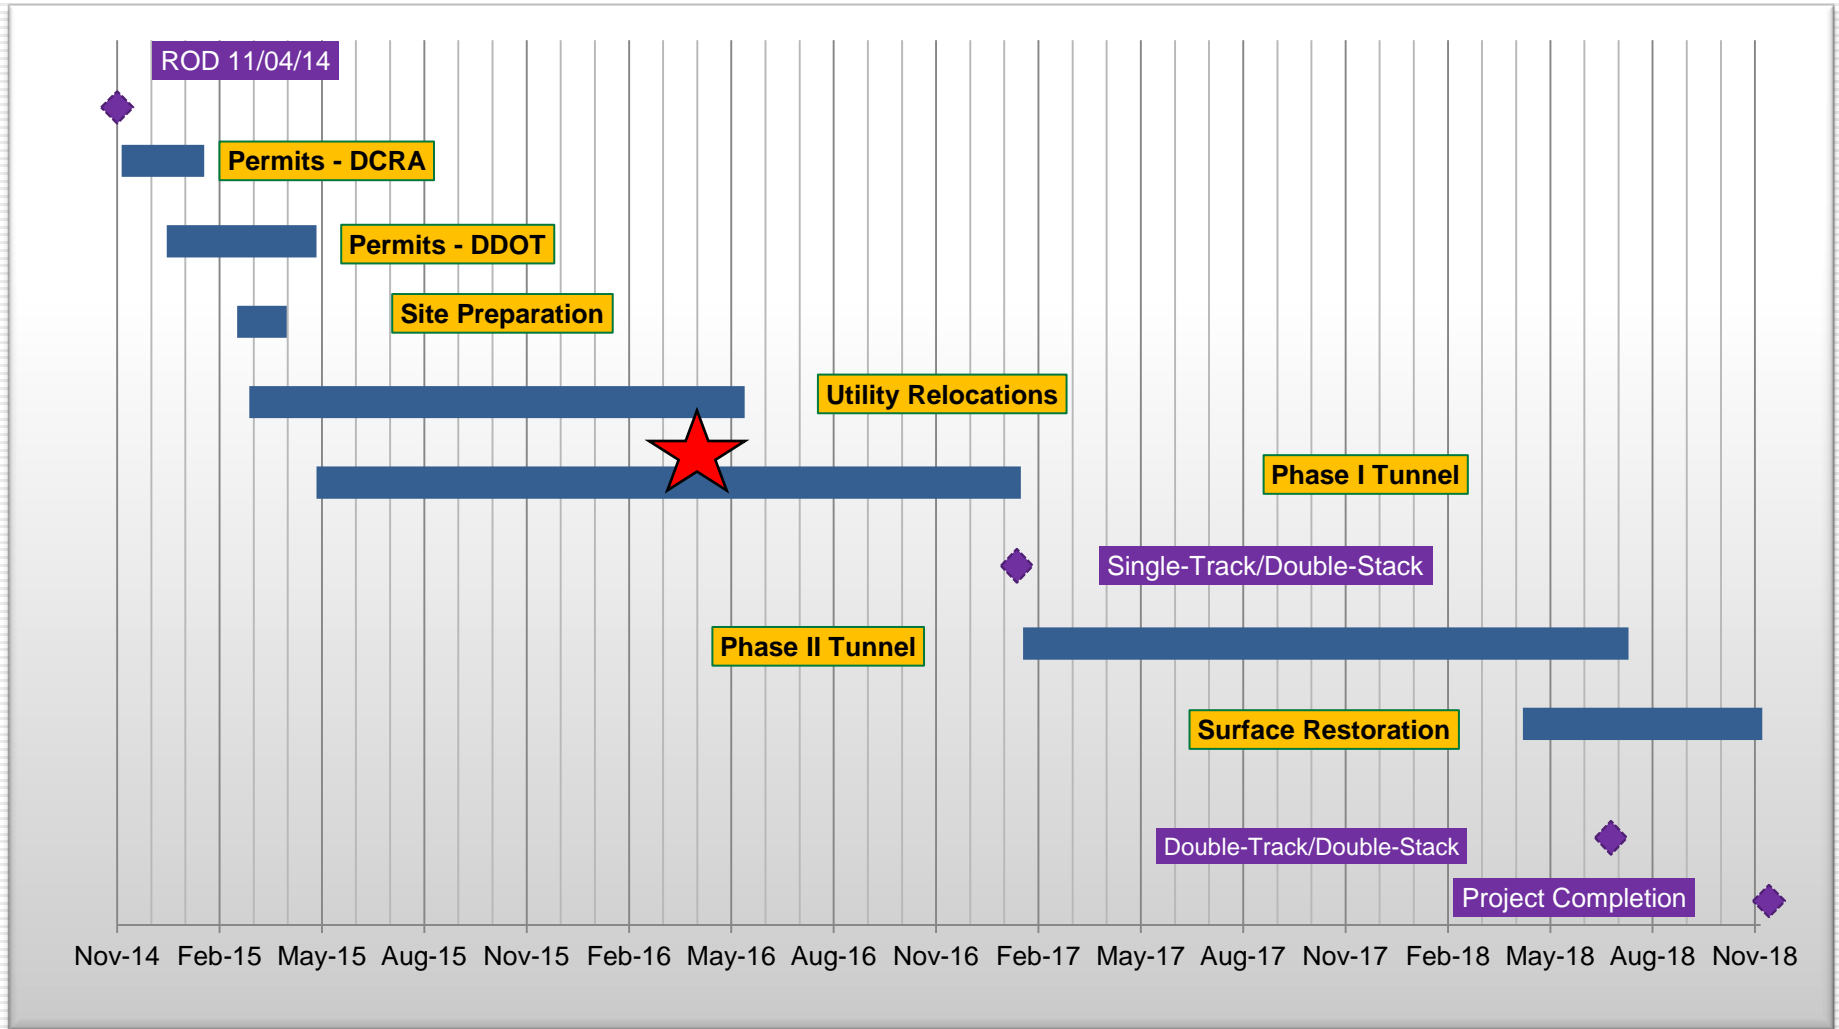 ROD 11/04/14
Permits - DCRA
Permits - DDOT
Site Preparation
Utility Relocations
Phase I Tunnel
Single-Track/Double-Stack
Phase II Tunnel
Surface Restoration
Double-Track/Double-Stack
Project Completion
Nov-14 Feb-15 May-15 Aug-15 Nov-15 Feb-16 May-16 Aug-16 Nov-16 Feb-17 May-17 Aug-17 Nov-17 Feb-18 May-18 Aug-18 Nov-18